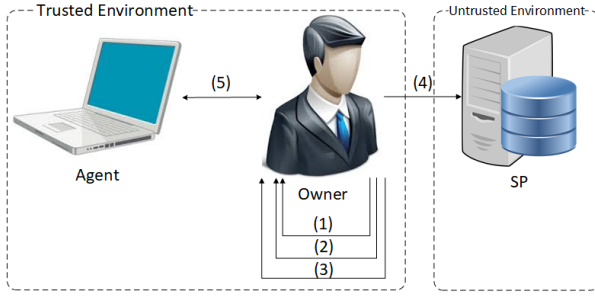 Trusted Environment
Untrusted Environment
(5)
(4)
Agent
Owner
SP
(1)
(2)
(3)